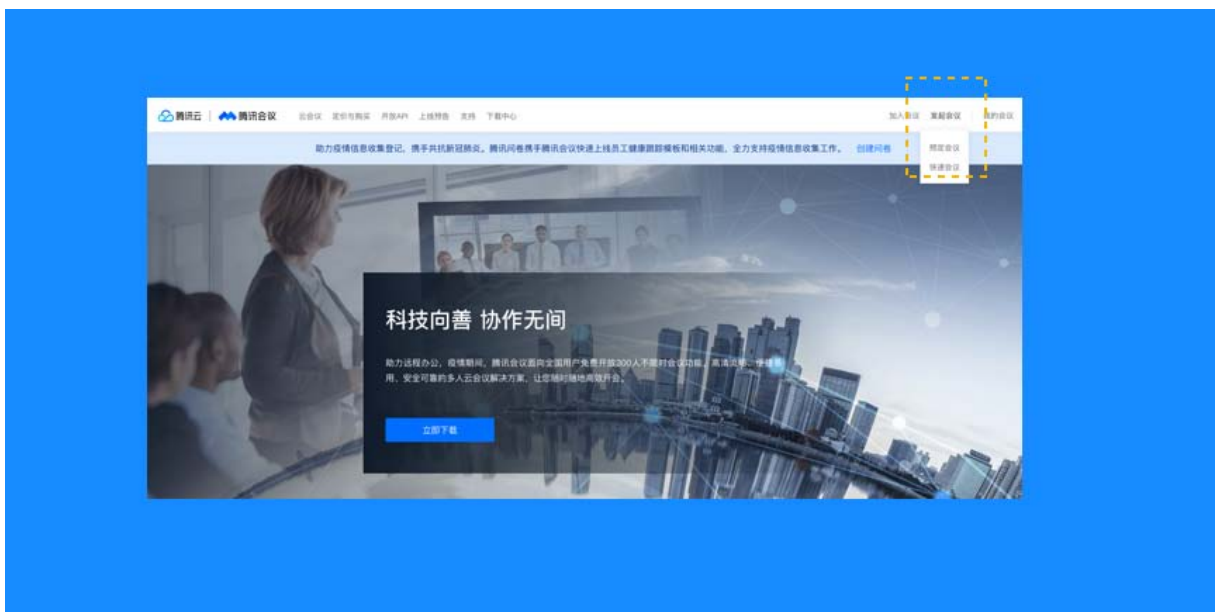 腾讯云 | 腾讯会议 云会议 定价与购买 开放API 上线预告 支持 下载中心 加入会议 发起会议 我的会议
助力疫情信息收集登记，携手共抗新冠肺炎。腾讯问卷携手腾讯会议快速上线员工健康跟踪模板和相关功能，全力支持疫情信息收集工作。 创建问卷
预定会议
快速会议
科技向善 协作无间
助力远程办公，疫情期间，腾讯会议面向全国用户免费开放300人不限时会议功能。高清流畅、便捷易
用、安全可靠的多人云会议解决方案，让您随时随地高效开会。
立即下载